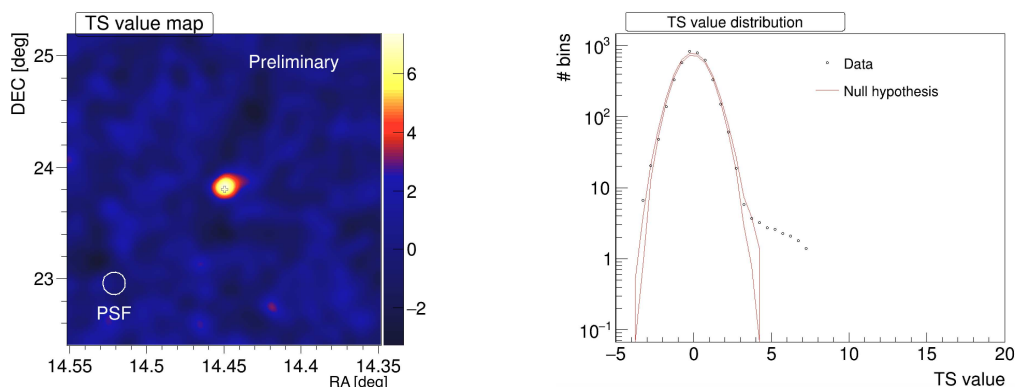 TS value map
DEC [deg]
25
24
23
Preliminary
PSF
14.55
14.5
14.45
14.4
14.35
RA [deg]
6
4
2
0
−2
TS value distribution
# bins
10³
10²
10
1
10⁻¹
Data
Null hypothesis
−5
0
5
10
15
20
TS value